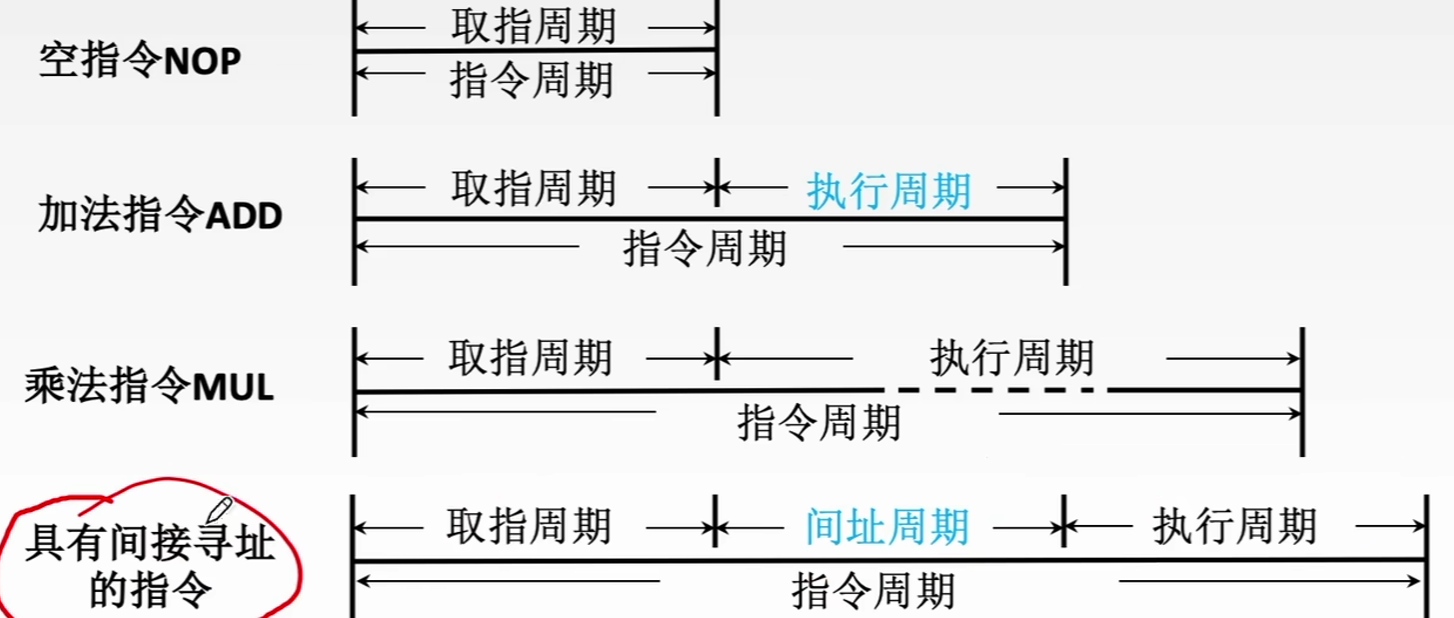 取指周期
空指令NOP
指令周期
取指周期 执行周期
加法指令ADD
指令周期
取指周期 执行周期
乘法指令MUL
指令周期
取指周期 间址周期 执行周期
具有间接寻址
的指令
指令周期